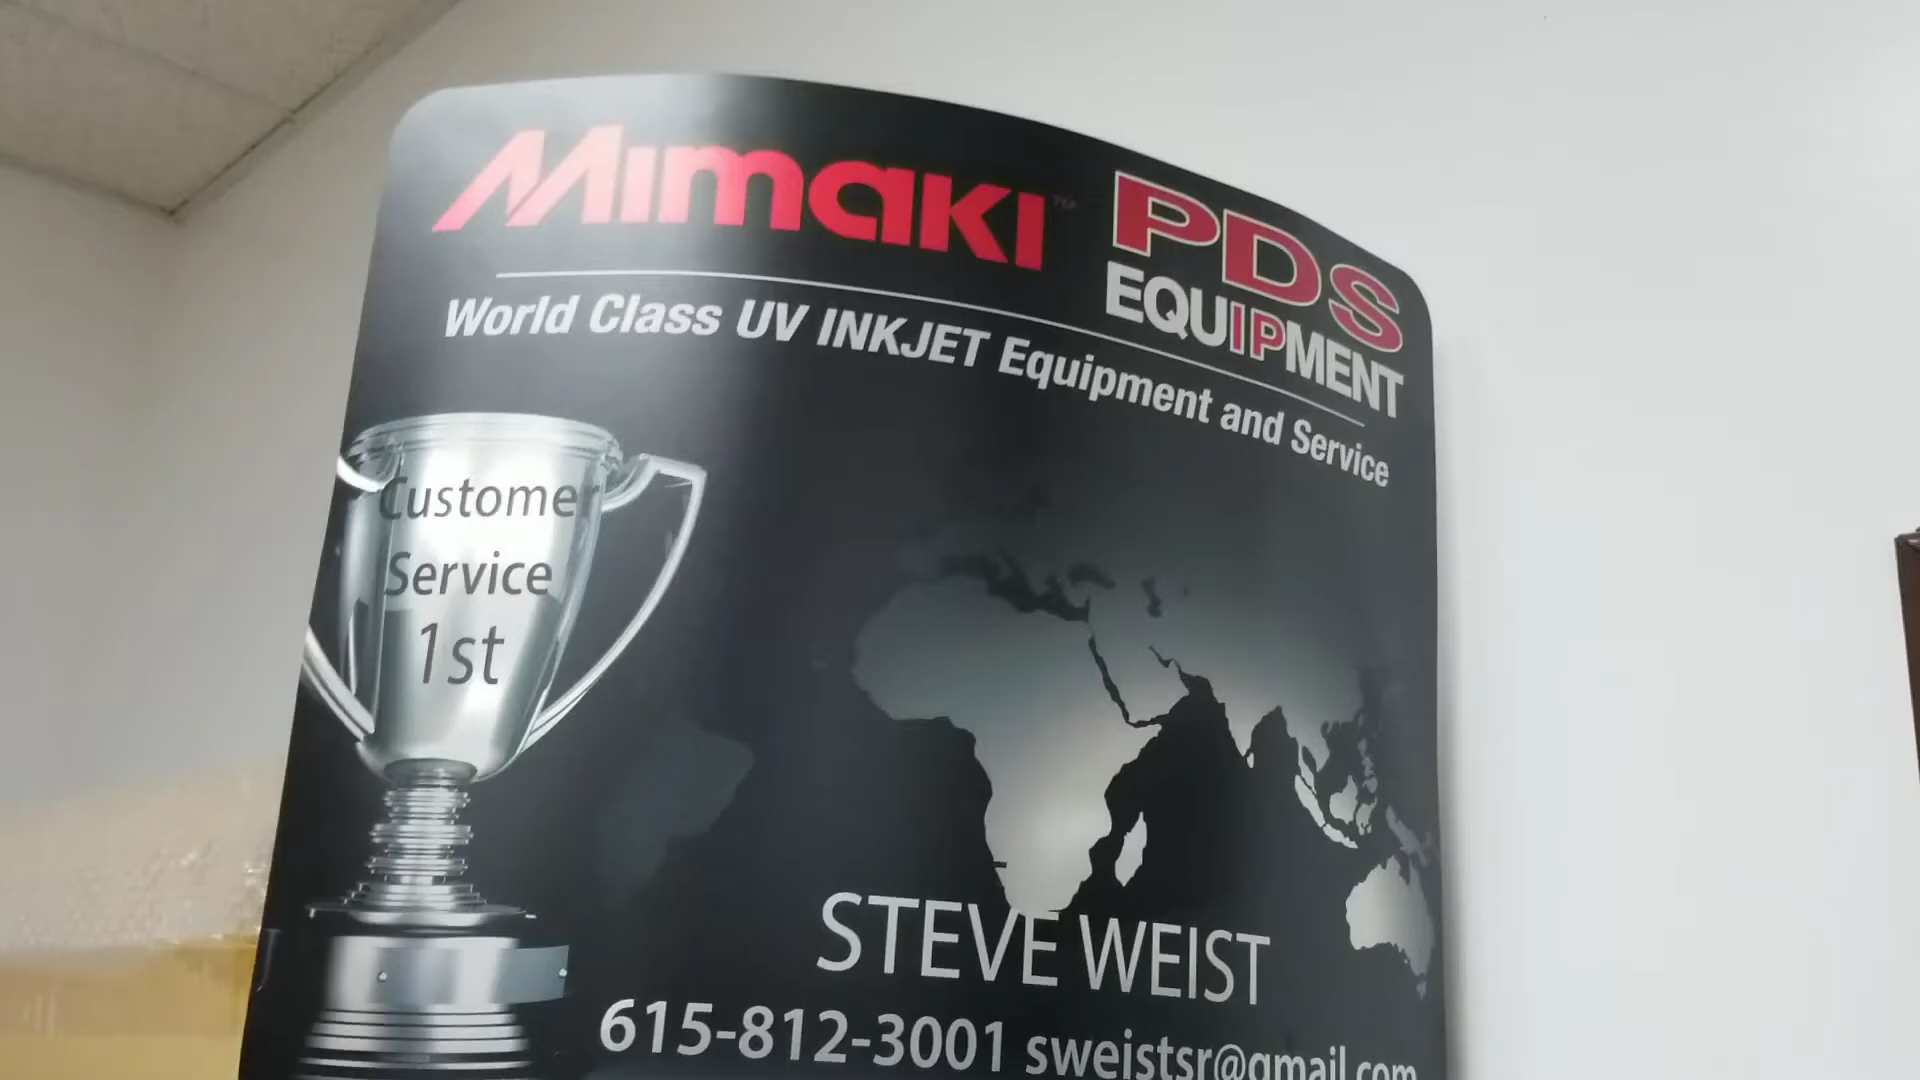 Mimaki™
PDS
EQUIPMENT
World Class UV INKJET Equipment and Service
Customer
Service
1st
STEVE WEIST
615-812-3001 sweistsr@gmail.com